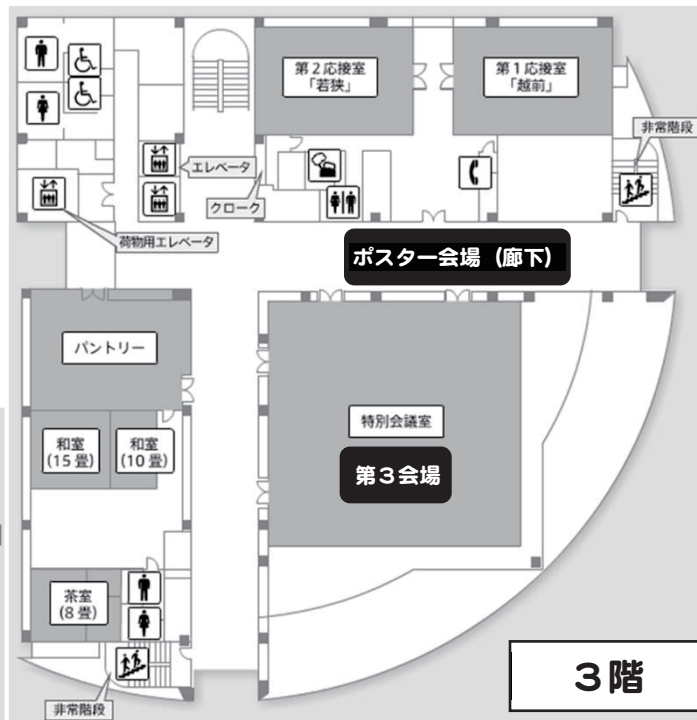 第２応接室
「若狭」
第１応接室
「越前」
非常階段
エレベータ
クローク
荷物用エレベータ
ポスター会場（廊下）
パントリー
和室
(15 畳)
和室
(10 畳)
特別会議室
第３会場
茶室
(8 畳)
非常階段
３階